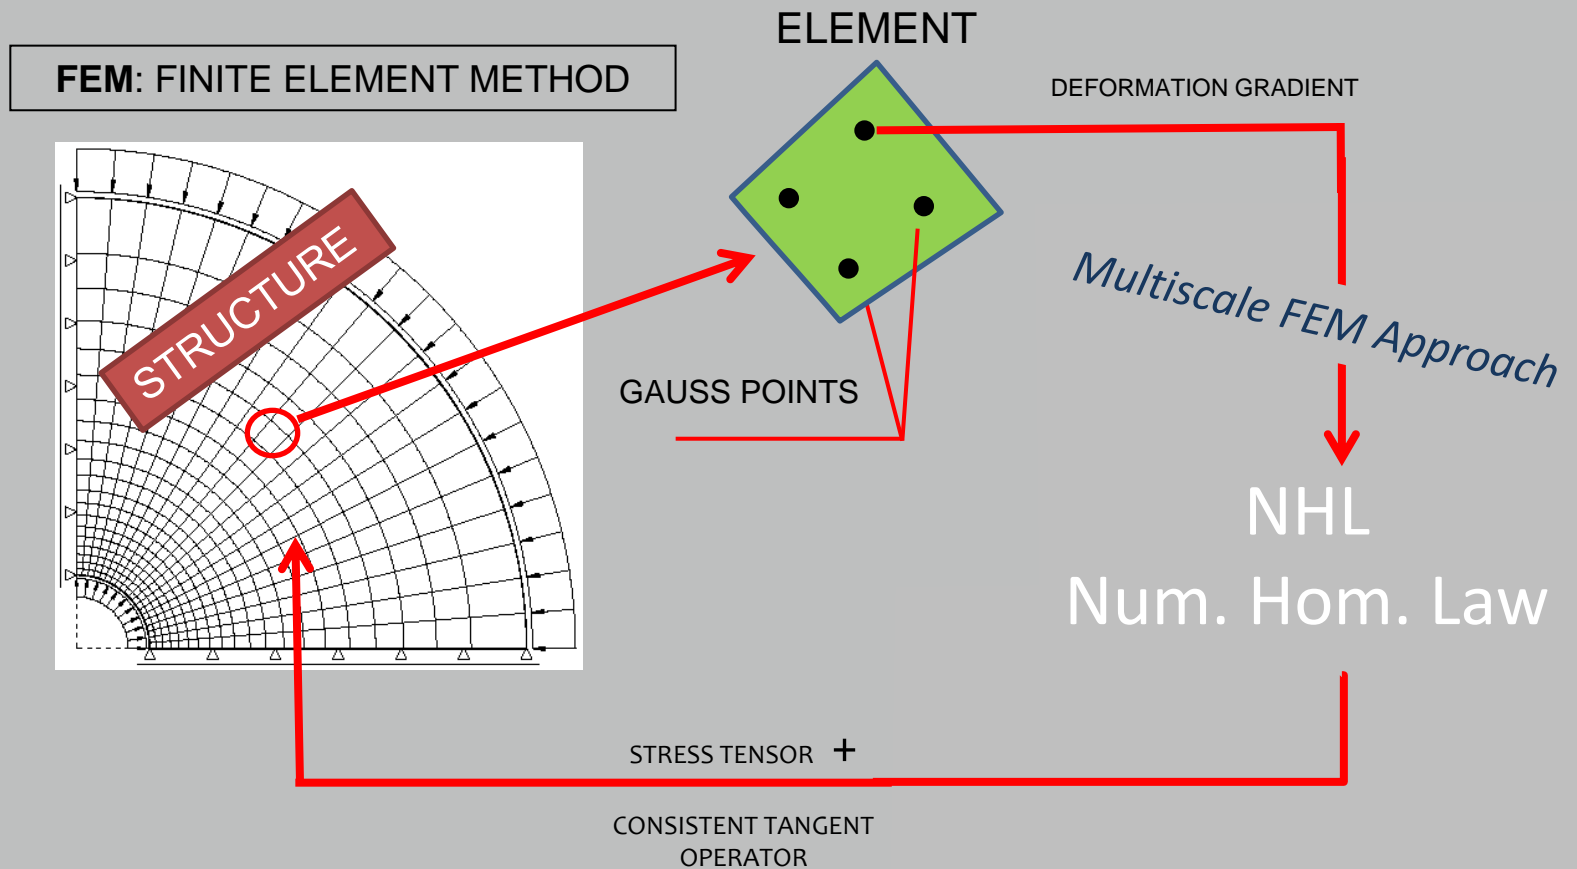 ELEMENT
FEM: FINITE ELEMENT METHOD
DEFORMATION GRADIENT
STRUCTURE
Multiscale FEM Approach
GAUSS POINTS
NHL
Num. Hom. Law
STRESS TENSOR +
CONSISTENT TANGENT
OPERATOR